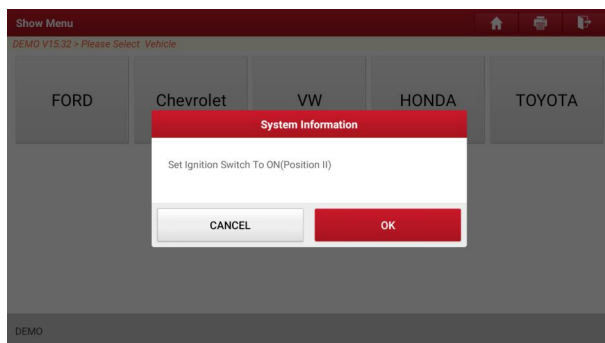 Show Menu
DEMO V15.32 > Please Select Vehicle
FORD
Chevrolet
VW
HONDA
TOYOTA
System Information
Set Ignition Switch To ON(Position II)
CANCEL
OK
DEMO